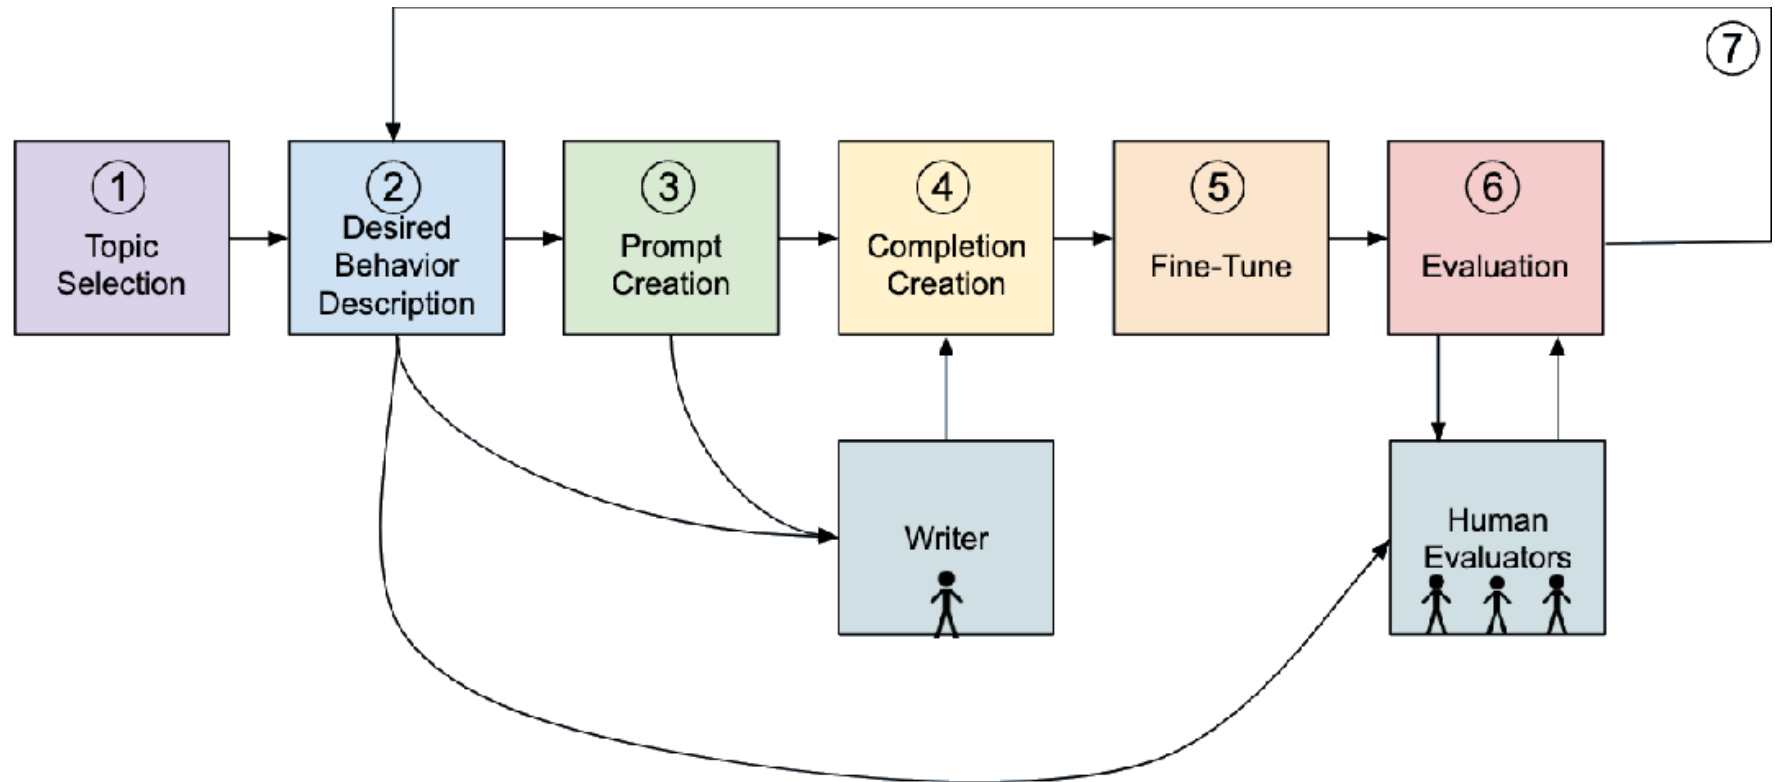 7
1
Topic
Selection
2
Desired
Behavior
Description
3
Prompt
Creation
4
Completion
Creation
5
Fine-Tune
6
Evaluation
Writer
Human
Evaluators